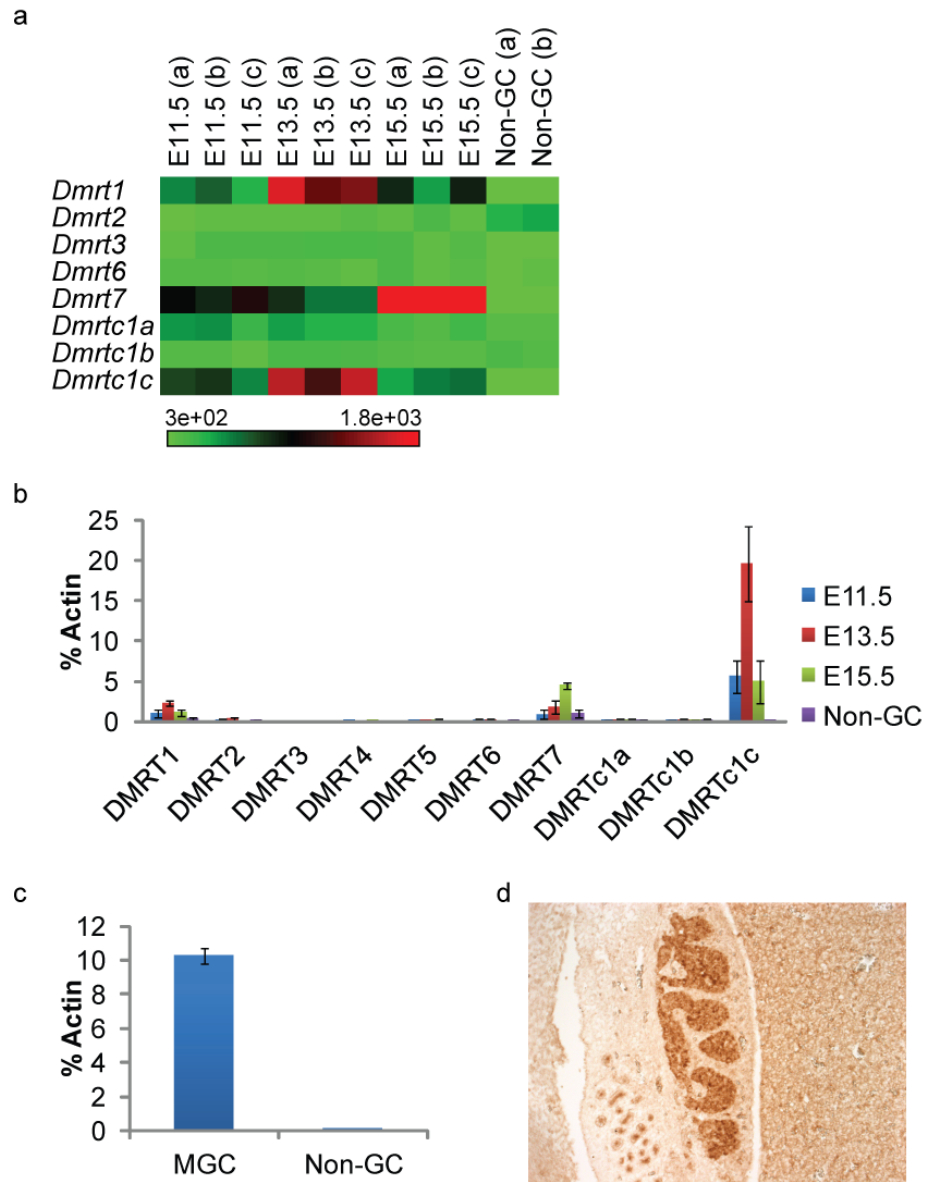 a
E11.5 (a)
E11.5 (b)
E11.5 (c)
E13.5 (a)
E13.5 (b)
E13.5 (c)
E15.5 (a)
E15.5 (b)
E15.5 (c)
Non-GC (a)
Non-GC (b)
Dmrt1
Dmrt2
Dmrt3
Dmrt6
Dmrt7
Dmrtc1a
Dmrtc1b
Dmrtc1c
3e+02 1.8e+03
b
% Actin
25
20
15
10
5
0
E11.5
E13.5
E15.5
Non-GC
DMRT1
DMRT2
DMRT3
DMRT4
DMRT5
DMRT6
DMRT7
DMRTc1a
DMRTc1b
DMRTc1c
c
% Actin
12
10
8
6
4
2
0
MGC Non-GC
d